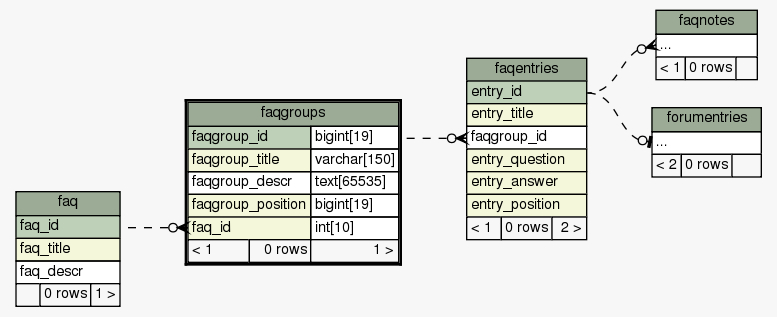 faq
faq_id
faq_title
faq_descr
0 rows 1 >
faqgroups
faqgroup_id bigint[19]
faqgroup_title varchar[150]
faqgroup_descr text[65535]
faqgroup_position bigint[19]
faq_id int[10]
< 1 0 rows 1 >
faqentries
entry_id
entry_title
faqgroup_id
entry_question
entry_answer
entry_position
< 1 0 rows 2 >
faqnotes
...
< 1 0 rows
forumentries
...
< 2 0 rows